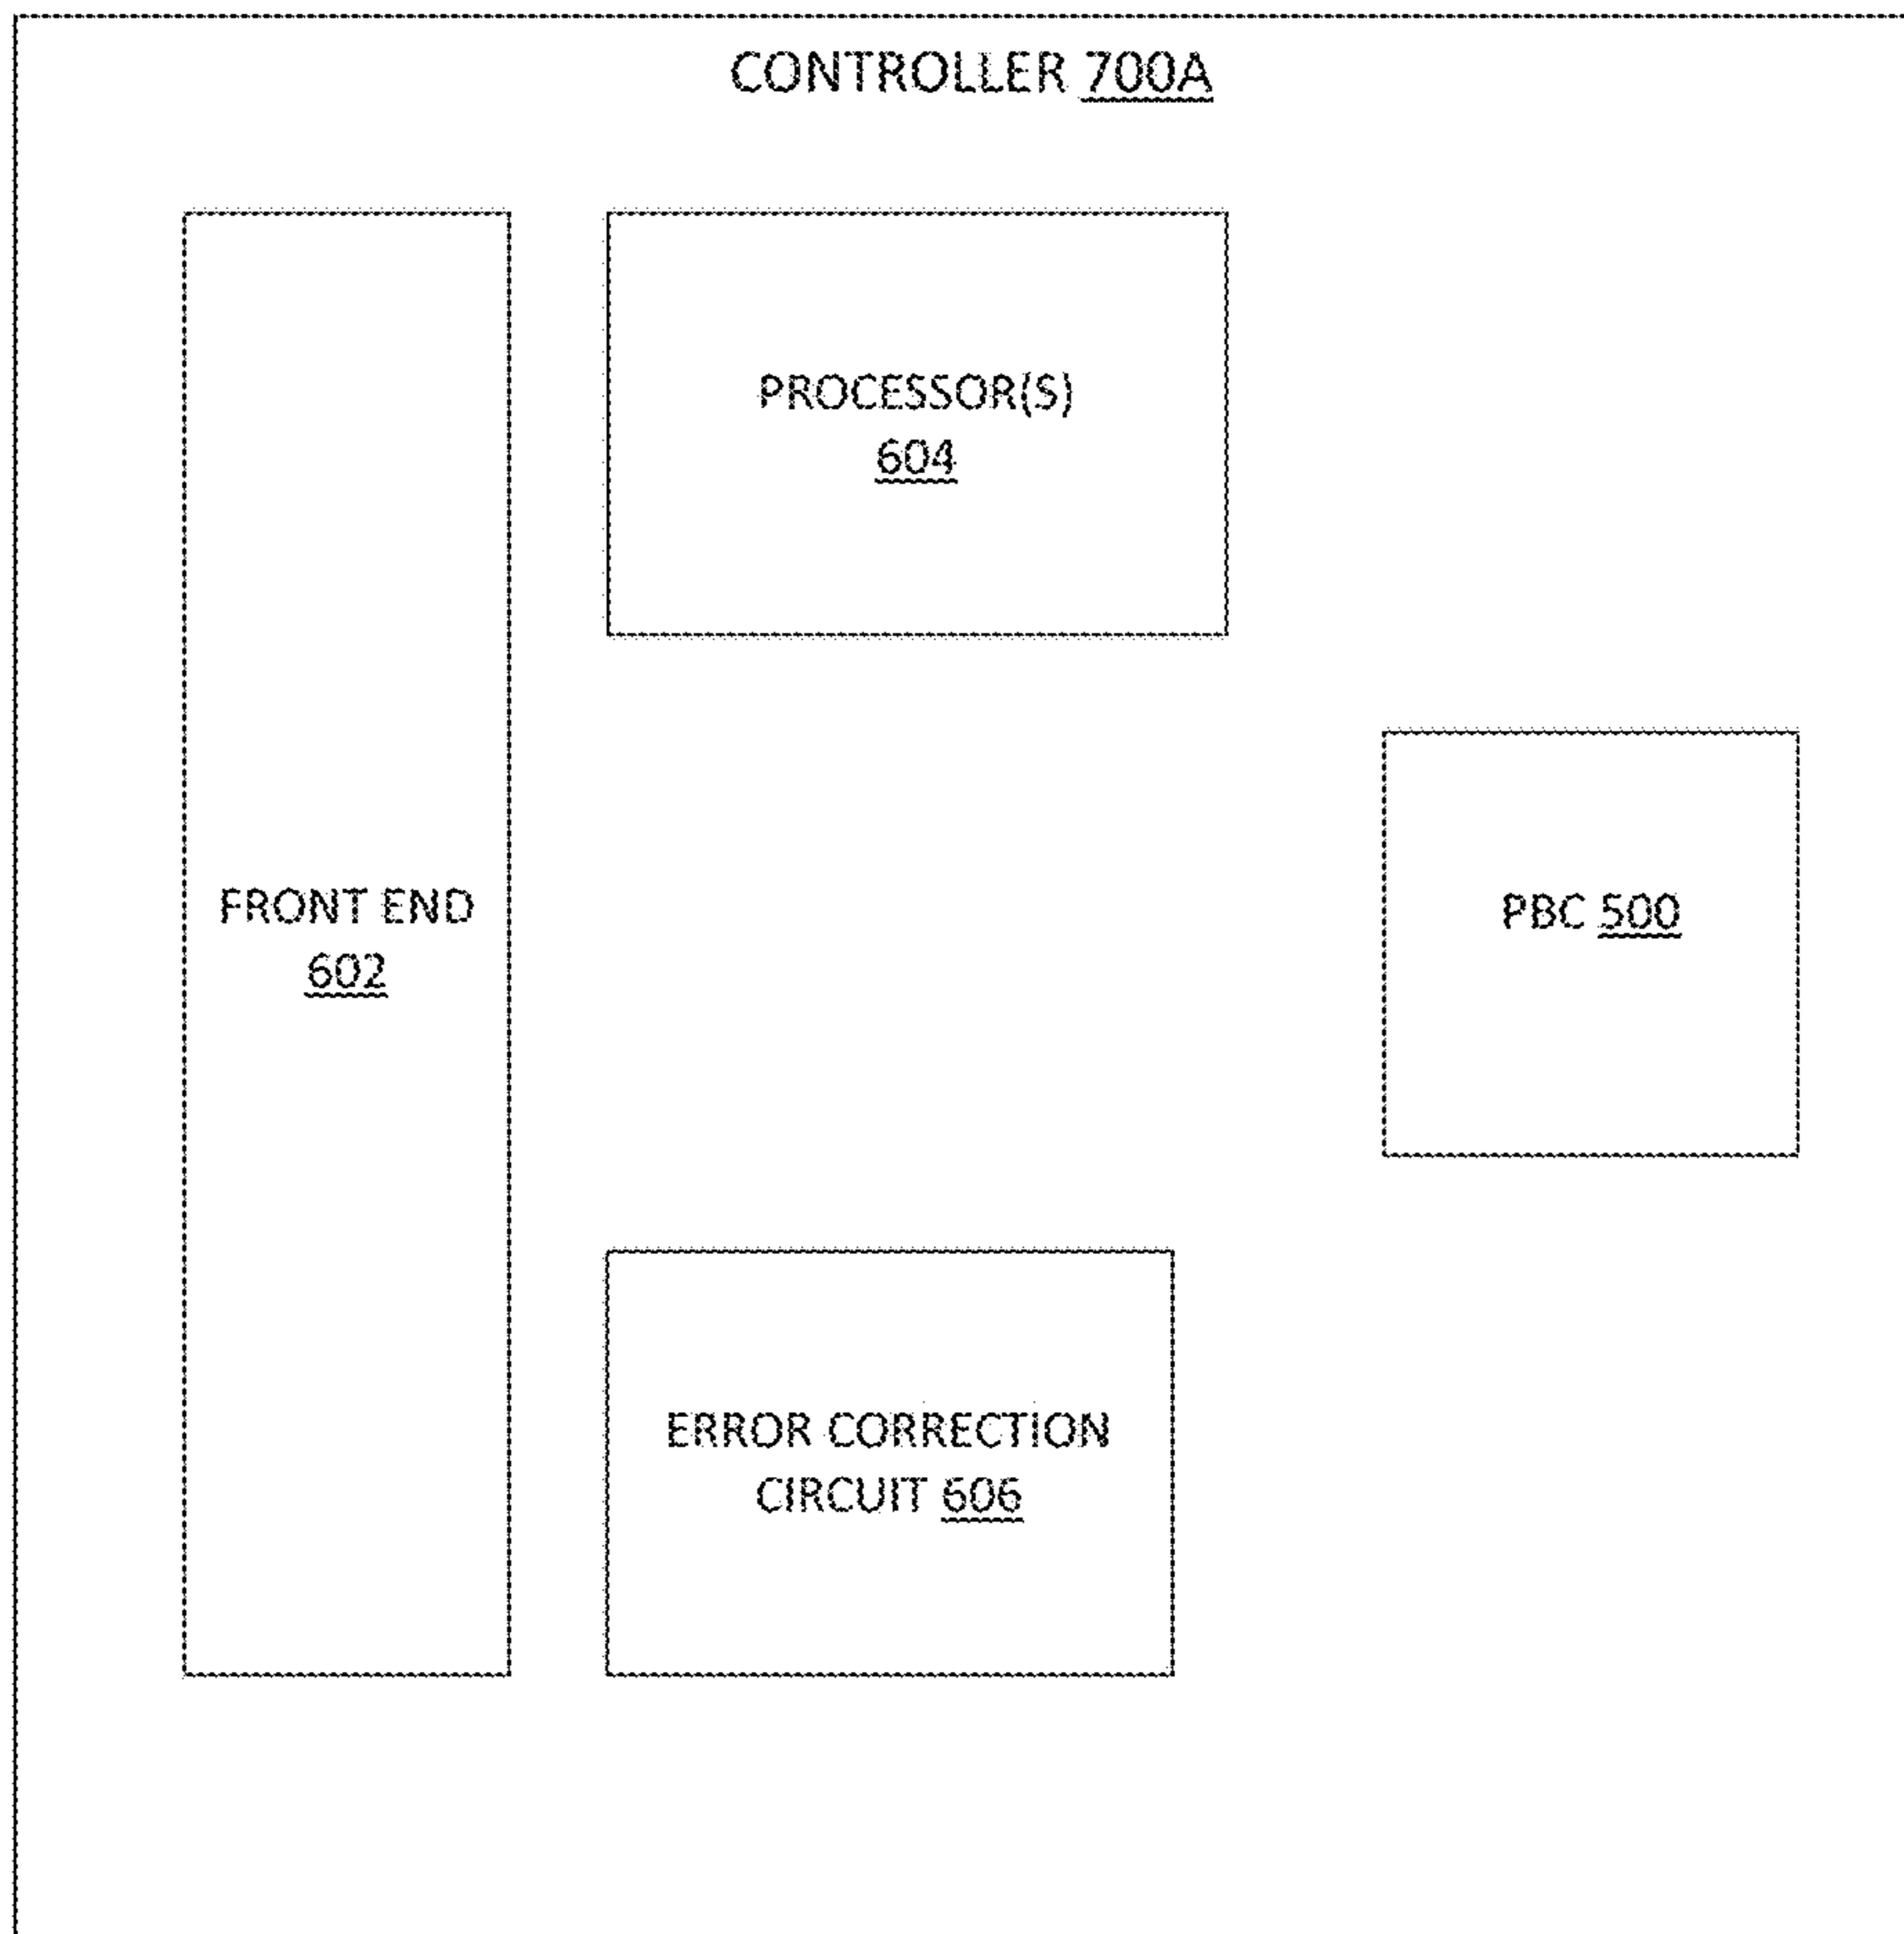 CONTROLLER 700A
PROCESSOR(S)
604
FRONT END
602
PBC 500
ERROR CORRECTION
CIRCUIT 606